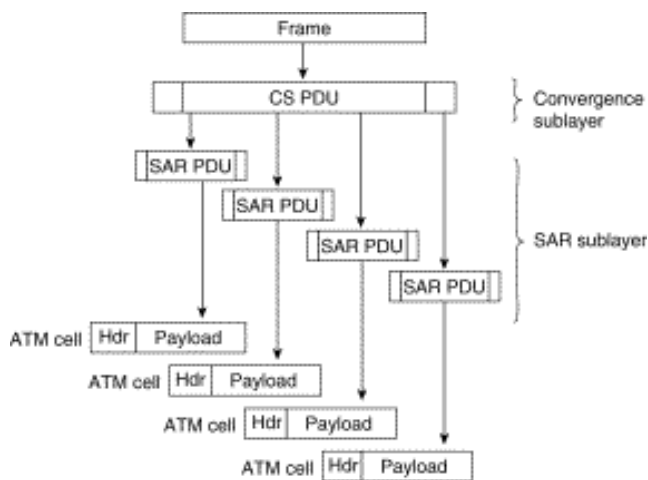 Frame
CS PDU
Convergence
sublayer
SAR PDU
SAR PDU
SAR PDU
SAR PDU
SAR sublayer
ATM cell Hdr Payload
ATM cell Hdr Payload
ATM cell Hdr Payload
ATM cell Hdr Payload